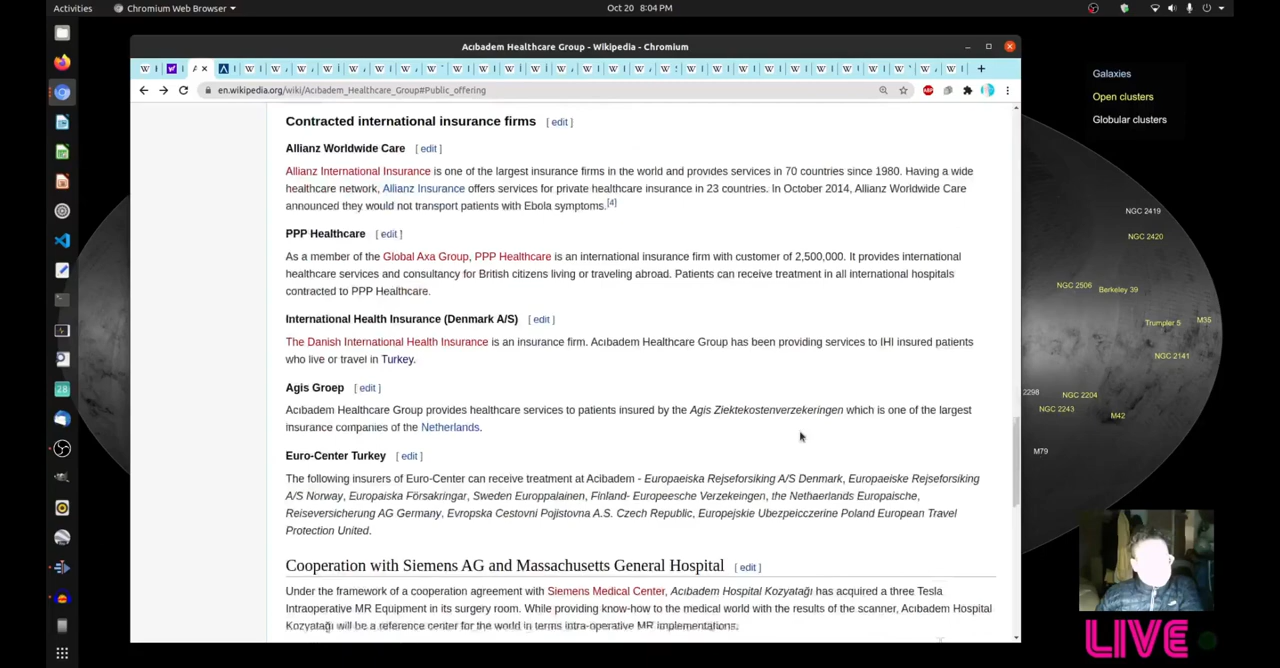 Activities
Chromium Web Browser
Oct 20 8:04 PM
Acıbadem Healthcare Group - Wikipedia - Chromium
en.wikipedia.org/wiki/Acıbadem_Healthcare_Group#Public_offering
Contracted international insurance firms [ edit ]
Allianz Worldwide Care [ edit ]
Allianz International Insurance is one of the largest insurance firms in the world and provides services in 70 countries since 1980. Having a wide
healthcare network, Allianz Insurance offers services for private healthcare insurance in 23 countries. In October 2014, Allianz Worldwide Care
announced they would not transport patients with Ebola symptoms.[4]
PPP Healthcare [ edit ]
As a member of the Global Axa Group, PPP Healthcare is an international insurance firm with customer of 2,500,000. It provides international
healthcare services and consultancy for British citizens living or traveling abroad. Patients can receive treatment in all international hospitals
contracted to PPP Healthcare.
International Health Insurance (Denmark A/S) [ edit ]
The Danish International Health Insurance is an insurance firm. Acıbadem Healthcare Group has been providing services to IHI insured patients
who live or travel in Turkey.
Agis Groep [ edit ]
Acıbadem Healthcare Group provides healthcare services to patients insured by the Agis Ziektekostenverzekeringen which is one of the largest
insurance companies of the Netherlands.
Euro-Center Turkey [ edit ]
The following insurers of Euro-Center can receive treatment at Acibadem - Europaeiska Rejseforsiking A/S Denmark, Europaeiske Rejseforsiking
A/S Norway, Europaiska Försakringar, Sweden Europpalainen, Finland- Europeesche Verzekeingen, the Nethaerlands Europaische,
Reiseversicherung AG Germany, Evropska Cestovni Pojistovna A.S. Czech Republic, Europejskie Ubezpeicczerine Poland European Travel
Protection United.
Cooperation with Siemens AG and Massachusetts General Hospital [ edit ]
Under the framework of a cooperation agreement with Siemens Medical Center, Acıbadem Hospital Kozyatağı has acquired a three Tesla
Intraoperative MR Equipment in its surgery room. While providing know-how to the medical world with the results of the scanner, Acıbadem Hospital
Kozyatağı will be a reference center for the world in terms intra-operative MR implementations.
Galaxies
Open clusters
Globular clusters
NGC 2419
NGC 2420
NGC 2506
Berkeley 39
Trumpler 5
M35
NGC 2141
2298
NGC 2204
NGC 2243
M42
M79
LIVE